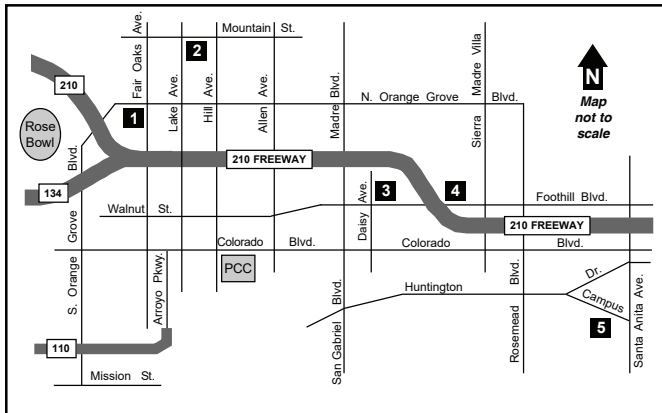 Mountain St.
Fair Oaks Ave.
2
210
Lake Ave.
Hill Ave.
Allen Ave.
Madre Blvd.
N. Orange Grove Blvd.
Sierra Madre Villa
N
Map
not to
scale
Rose
Bowl
1
210 FREEWAY
134
3
4
Foothill Blvd.
Walnut St.
Daisy Ave.
210 FREEWAY
Colorado Blvd.
Colorado Blvd.
S. Orange Grove Blvd.
Arroyo Pkwy.
PCC
San Gabriel Blvd.
Huntington Dr.
Rosemead Blvd.
Campus
5
Santa Anita Ave.
110
Mission St.